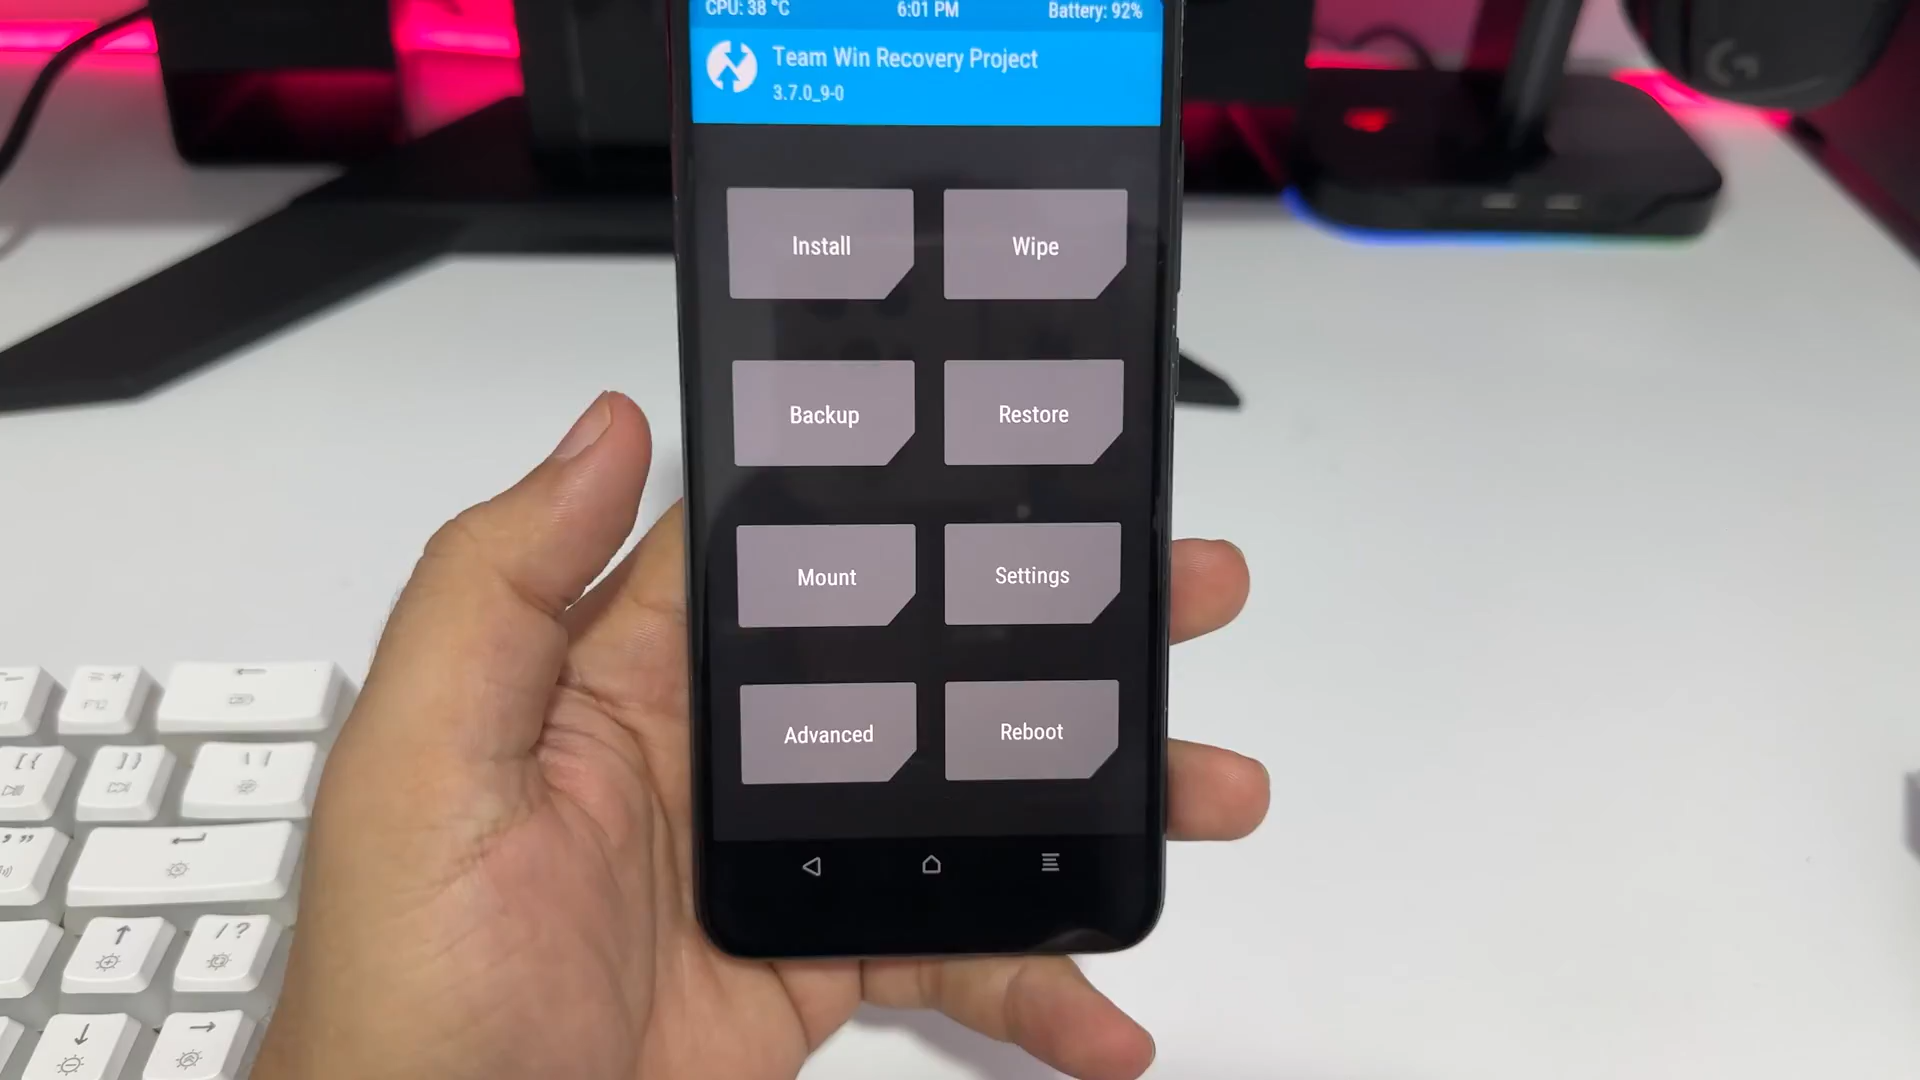 CPU: 38 °C 6:01 PM Battery: 92%
Team Win Recovery Project
3.7.0_9-0
Install Wipe
Backup Restore
Mount Settings
Advanced Reboot
F12
[ {
] }
\ |
/ ?